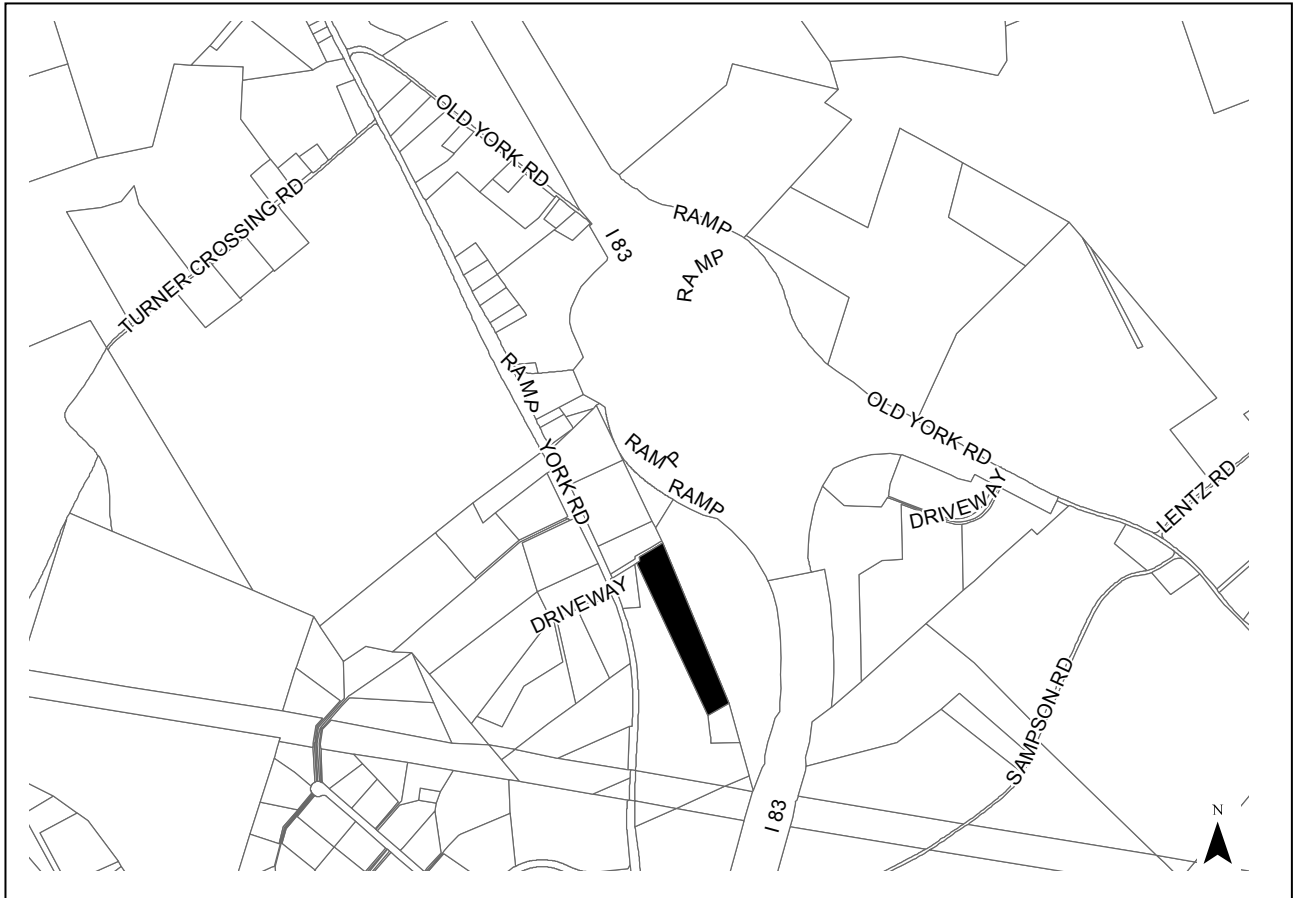 OLD YORK RD
TURNER CROSSING RD
RAMP
I 83
RAMP
RAMP
OLD YORK RD
YORK RD
RAMP
RAMP
DRIVEWAY
LENTZ RD
DRIVEWAY
SAMPSON RD
I 83
N